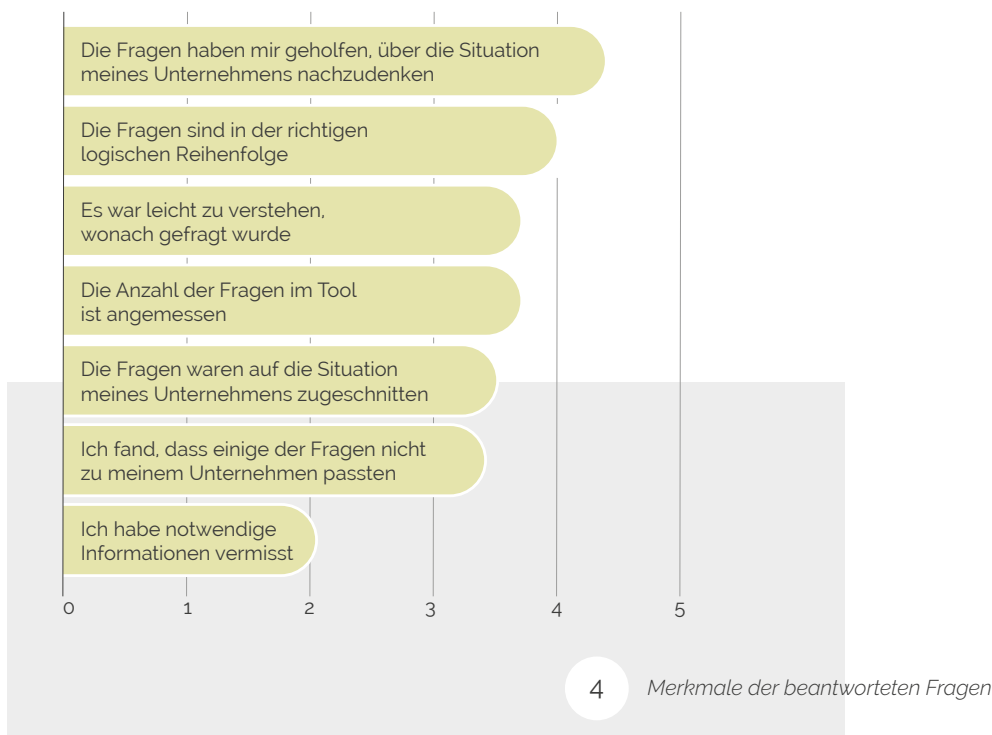 Die Fragen haben mir geholfen, über die Situation
meines Unternehmens nachzudenken
Die Fragen sind in der richtigen
logischen Reihenfolge
Es war leicht zu verstehen,
wonach gefragt wurde
Die Anzahl der Fragen im Tool
ist angemessen
Die Fragen waren auf die Situation
meines Unternehmens zugeschnitten
Ich fand, dass einige der Fragen nicht
zu meinem Unternehmen passten
Ich habe notwendige
Informationen vermisst
0 1 2 3 4 5
4 Merkmale der beantworteten Fragen